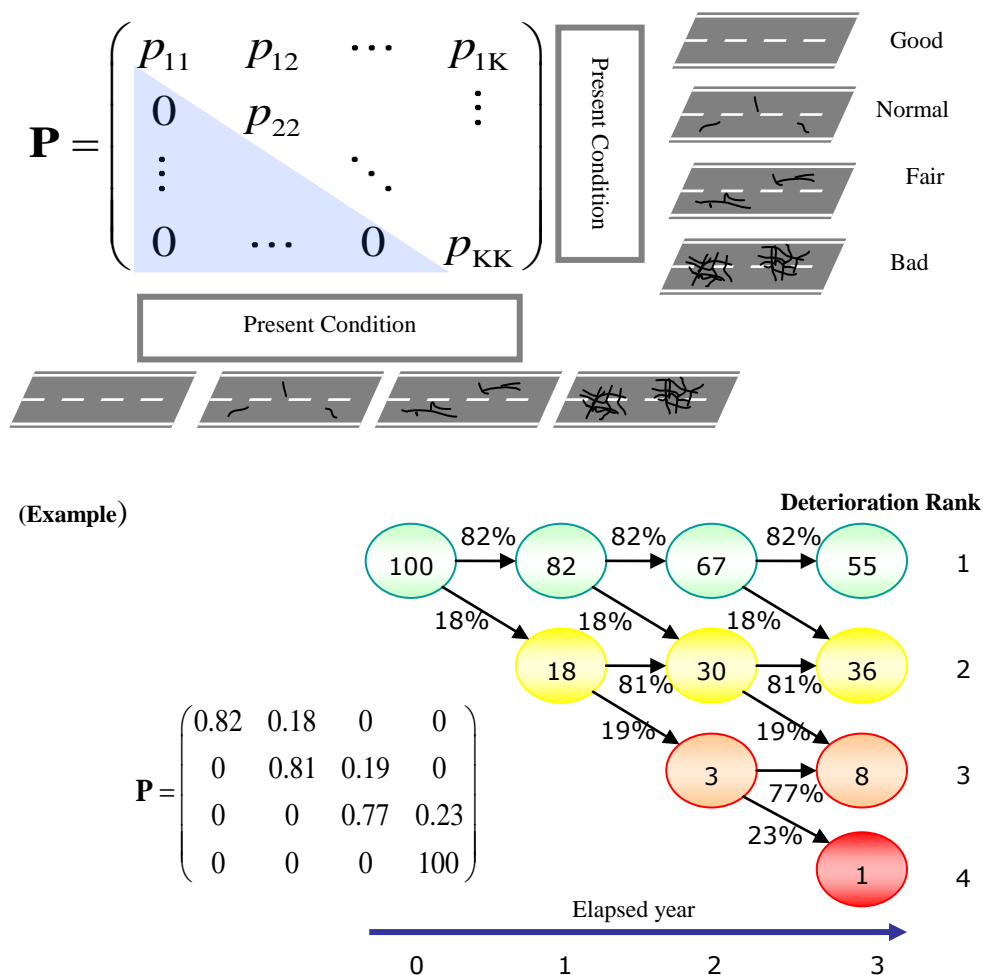 P = ( p11 p12 ⋯ p1K
0 p22 ⋮
⋮ ⋱
0 ⋯ 0 pKK )
Present Condition
Good
Normal
Fair
Bad
Present Condition
(Example)
Deterioration Rank
82% 82% 82%
100 82 67 55 1
18% 18% 18%
18 30 36 2
81% 81%
19% 19%
3 8 3
77%
23%
1 4
P = ( 0.82 0.18 0 0
0 0.81 0.19 0
0 0 0.77 0.23
0 0 0 100 )
Elapsed year
0 1 2 3